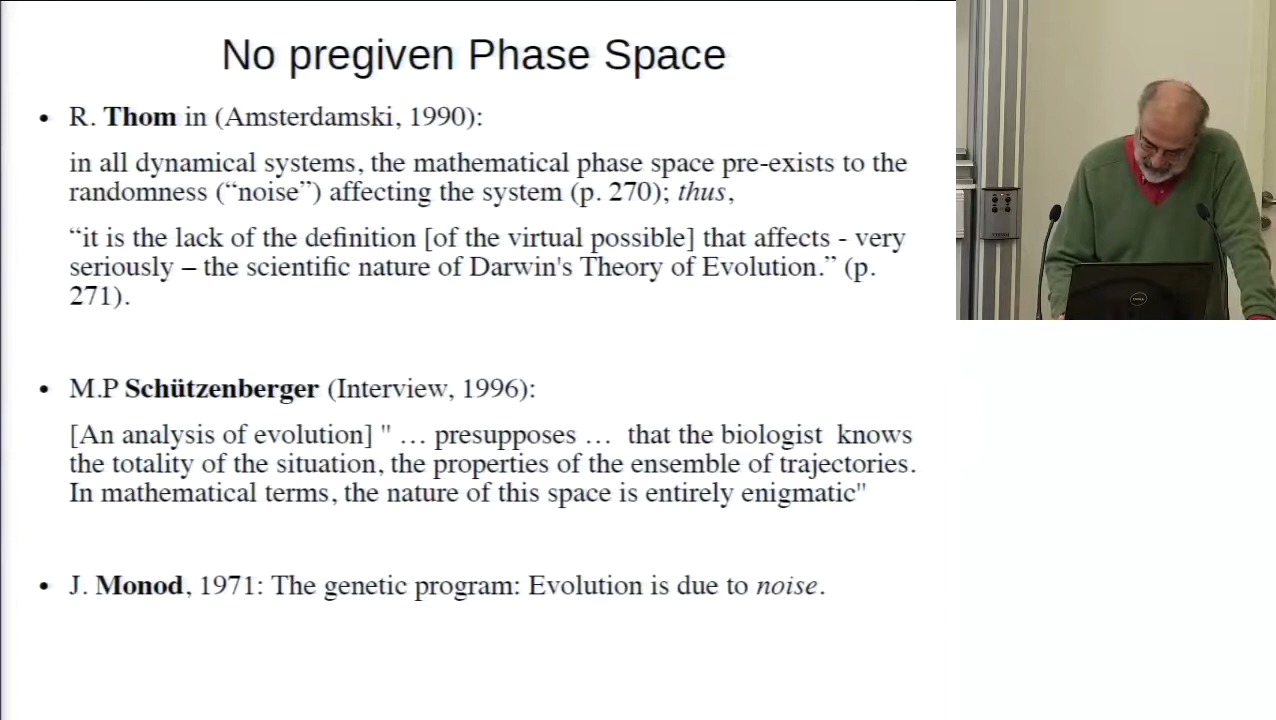 No pregiven Phase Space
• R. Thom in (Amsterdamski, 1990):
in all dynamical systems, the mathematical phase space pre-exists to the
randomness (“noise”) affecting the system (p. 270); thus,
“it is the lack of the definition [of the virtual possible] that affects - very
seriously – the scientific nature of Darwin's Theory of Evolution.” (p.
271).
• M.P Schützenberger (Interview, 1996):
[An analysis of evolution] " … presupposes … that the biologist knows
the totality of the situation, the properties of the ensemble of trajectories.
In mathematical terms, the nature of this space is entirely enigmatic"
• J. Monod, 1971: The genetic program: Evolution is due to noise.